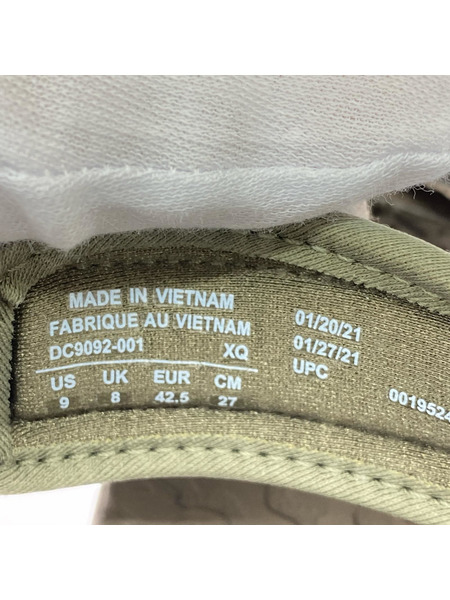 MADE IN VIETNAM
FABRIQUE AU VIETNAM
DC9092-001 XQ
US UK EUR CM
9 8 42.5 27
01/20/21
01/27/21
UPC
0019524